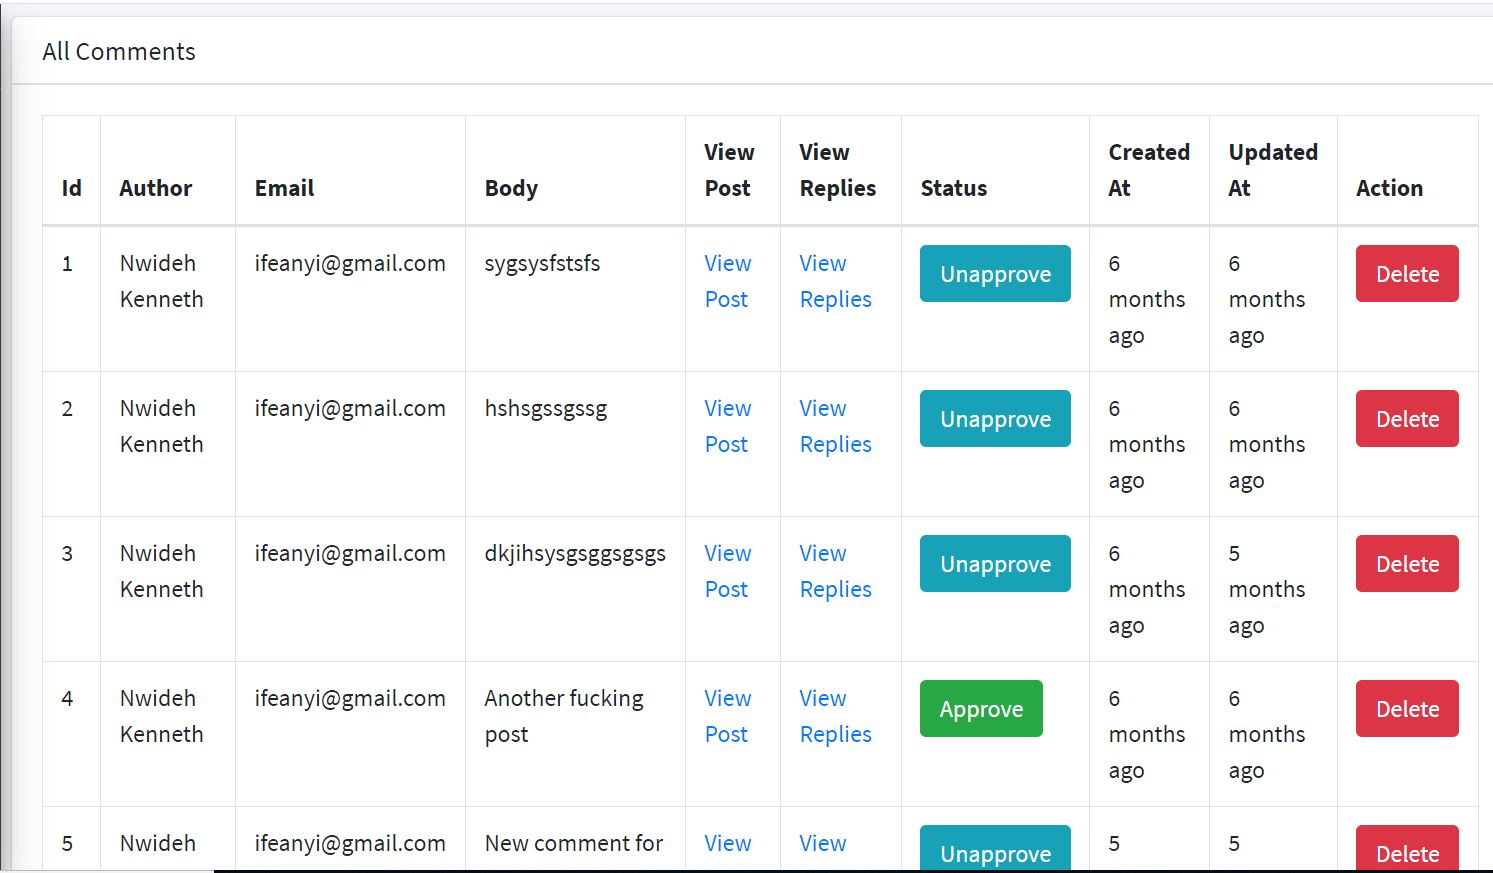 All Comments
Id Author Email Body View Post View Replies Status Created At Updated At Action
1 Nwideh Kenneth ifeanyi@gmail.com sygsysfstsfs View Post View Replies Unapprove 6 months ago 6 months ago Delete
2 Nwideh Kenneth ifeanyi@gmail.com hshsgssgssg View Post View Replies Unapprove 6 months ago 6 months ago Delete
3 Nwideh Kenneth ifeanyi@gmail.com dkjihsysgsggsgsgs View Post View Replies Unapprove 6 months ago 5 months ago Delete
4 Nwideh Kenneth ifeanyi@gmail.com Another fucking post View Post View Replies Approve 6 months ago 6 months ago Delete
5 Nwideh ifeanyi@gmail.com New comment for View View Unapprove 5 5 Delete